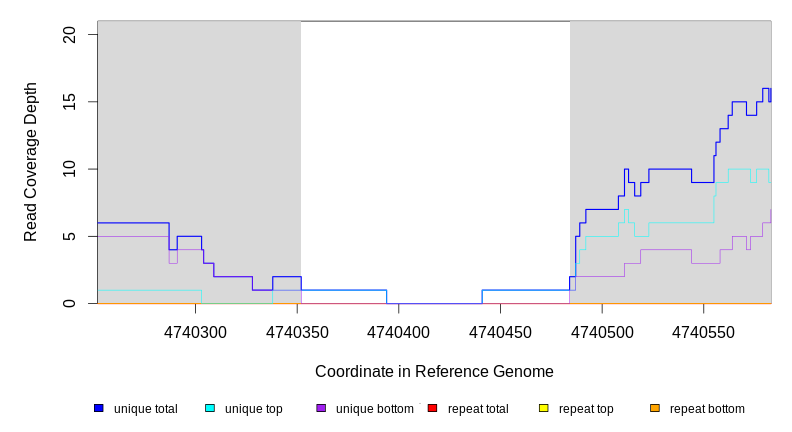 Read Coverage Depth
20
15
10
5
0
4740300 4740350 4740400 4740450 4740500 4740550
Coordinate in Reference Genome
unique total unique top unique bottom repeat total repeat top repeat bottom